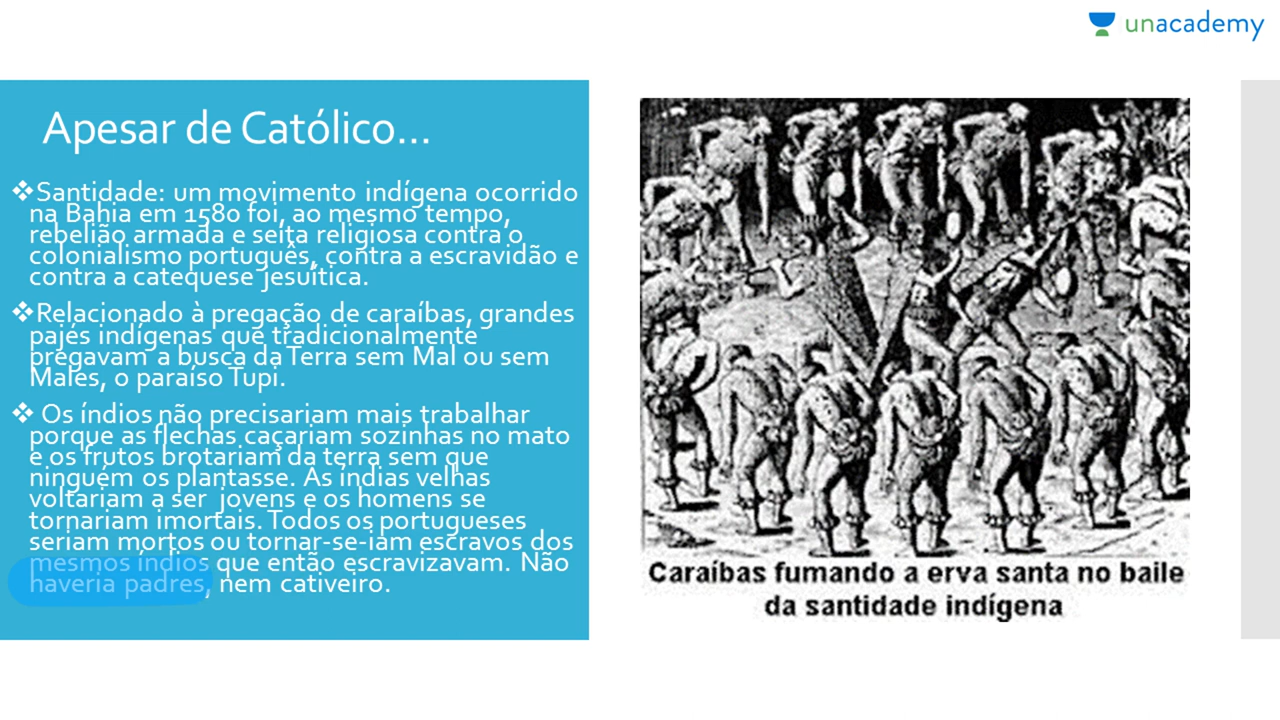 unacademy
Apesar de Católico...
❖Santidade: um movimento indígena ocorrido
na Bahia em 1580 foi, ao mesmo tempo,
rebelião armada e seita religiosa contra o
colonialismo português, contra a escravidão e
contra a catequese jesuítica.
❖Relacionado à pregação de caraíbas, grandes
pajés indígenas que tradicionalmente
pregavam a busca da Terra sem Mal ou sem
Males, o paraíso Tupi.
❖ Os índios não precisariam mais trabalhar
porque as flechas caçariam sozinhas no mato
e os frutos brotariam da terra sem que
ninguém os plantasse. As índias velhas
voltariam a ser jovens e os homens se
tornariam imortais. Todos os portugueses
seriam mortos ou tornar-se-iam escravos dos
mesmos índios que então escravizavam. Não
haveria padres, nem cativeiro.
Caraíbas fumando a erva santa no baile
da santidade indígena